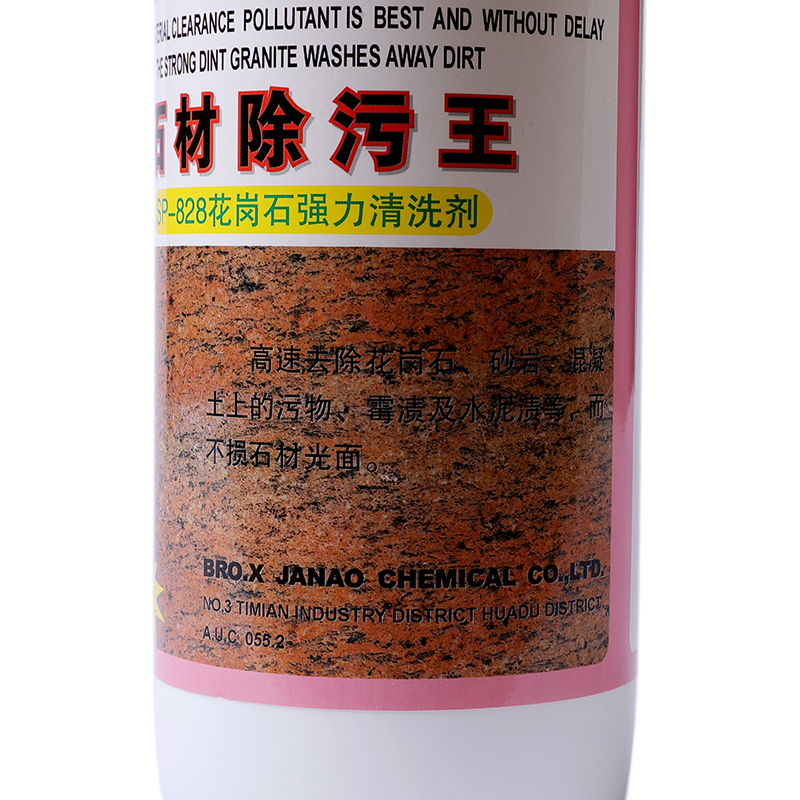 CLEARANCE POLLUTANT IS BEST AND WITHOUT DELAY
THE STRONG DINT GRANITE WASHES AWAY DIRT
石材除污王
SP-828花岗石强力清洗剂
高速去除花岗石、砂岩、混凝
土上的污物、霉渍及水泥渍等,而
不损石材光面。
BRO.X JANAO CHEMICAL CO.,LTD.
NO.3 TIMIAN INDUSTRY DISTRICT HUADU DISTRICT
A.U.C. 055.2